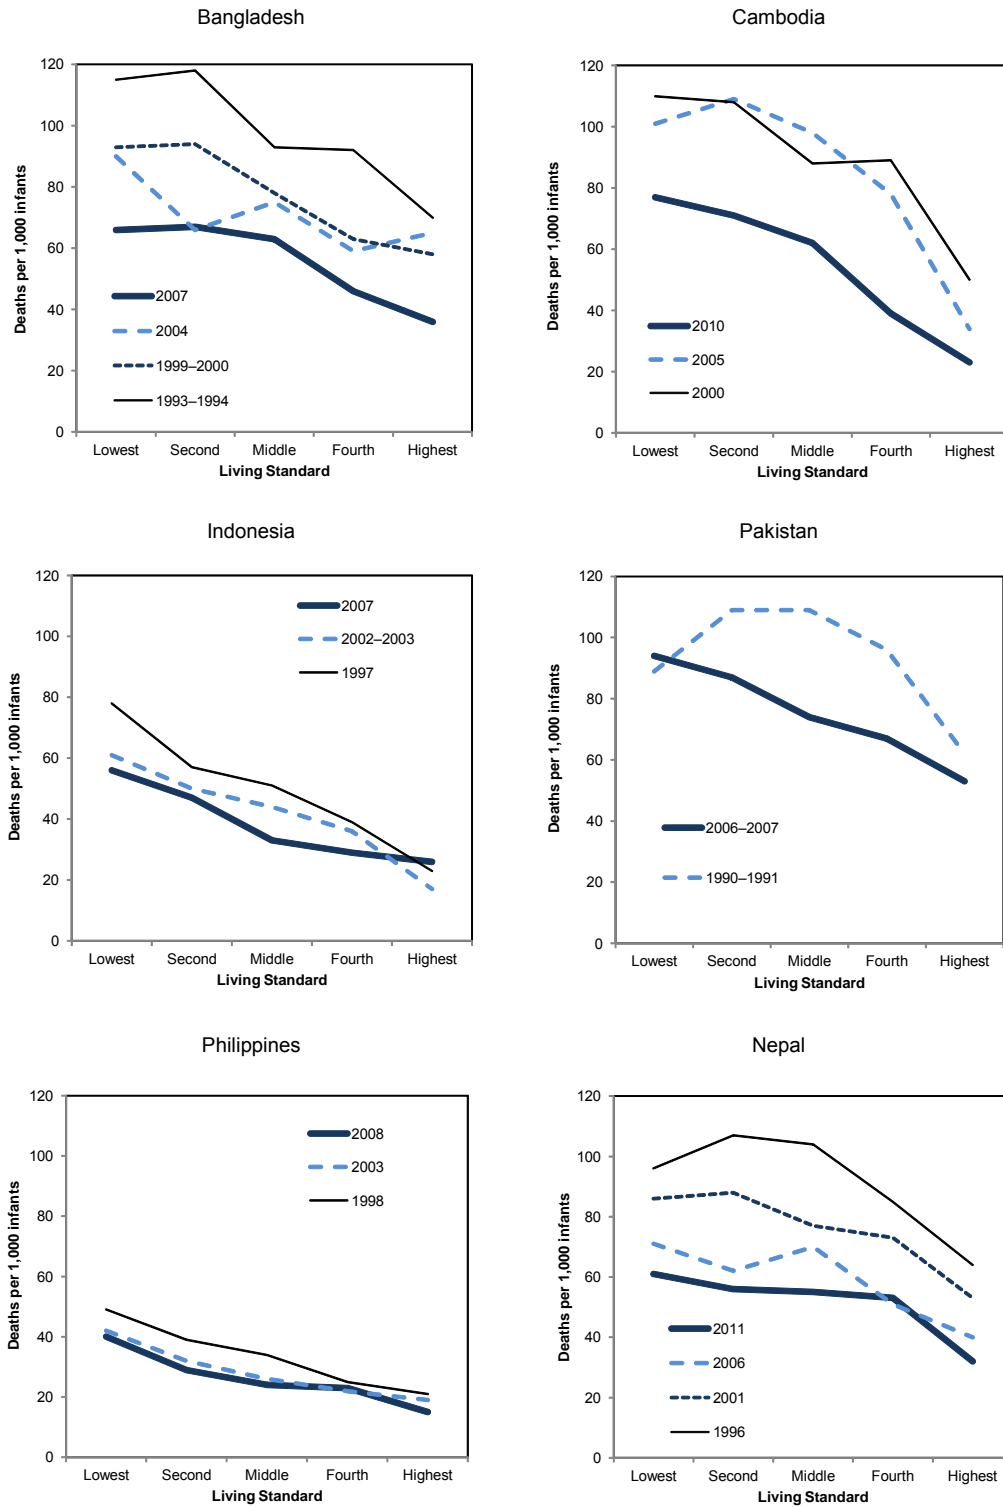 Bangladesh
120
100
80
60
40
20
0
Deaths per 1,000 infants
2007
2004
1999–2000
1993–1994
Lowest Second Middle Fourth Highest
Living Standard
Cambodia
120
100
80
60
40
20
0
Deaths per 1,000 infants
2010
2005
2000
Lowest Second Middle Fourth Highest
Living Standard
Indonesia
120
100
80
60
40
20
0
Deaths per 1,000 infants
2007
2002–2003
1997
Lowest Second Middle Fourth Highest
Living Standard
Pakistan
120
100
80
60
40
20
0
Deaths per 1,000 infants
2006–2007
1990–1991
Lowest Second Middle Fourth Highest
Living Standard
Philippines
120
100
80
60
40
20
0
Deaths per 1,000 infants
2008
2003
1998
Lowest Second Middle Fourth Highest
Living Standard
Nepal
120
100
80
60
40
20
0
Deaths per 1,000 infants
2011
2006
2001
1996
Lowest Second Middle Fourth Highest
Living Standard